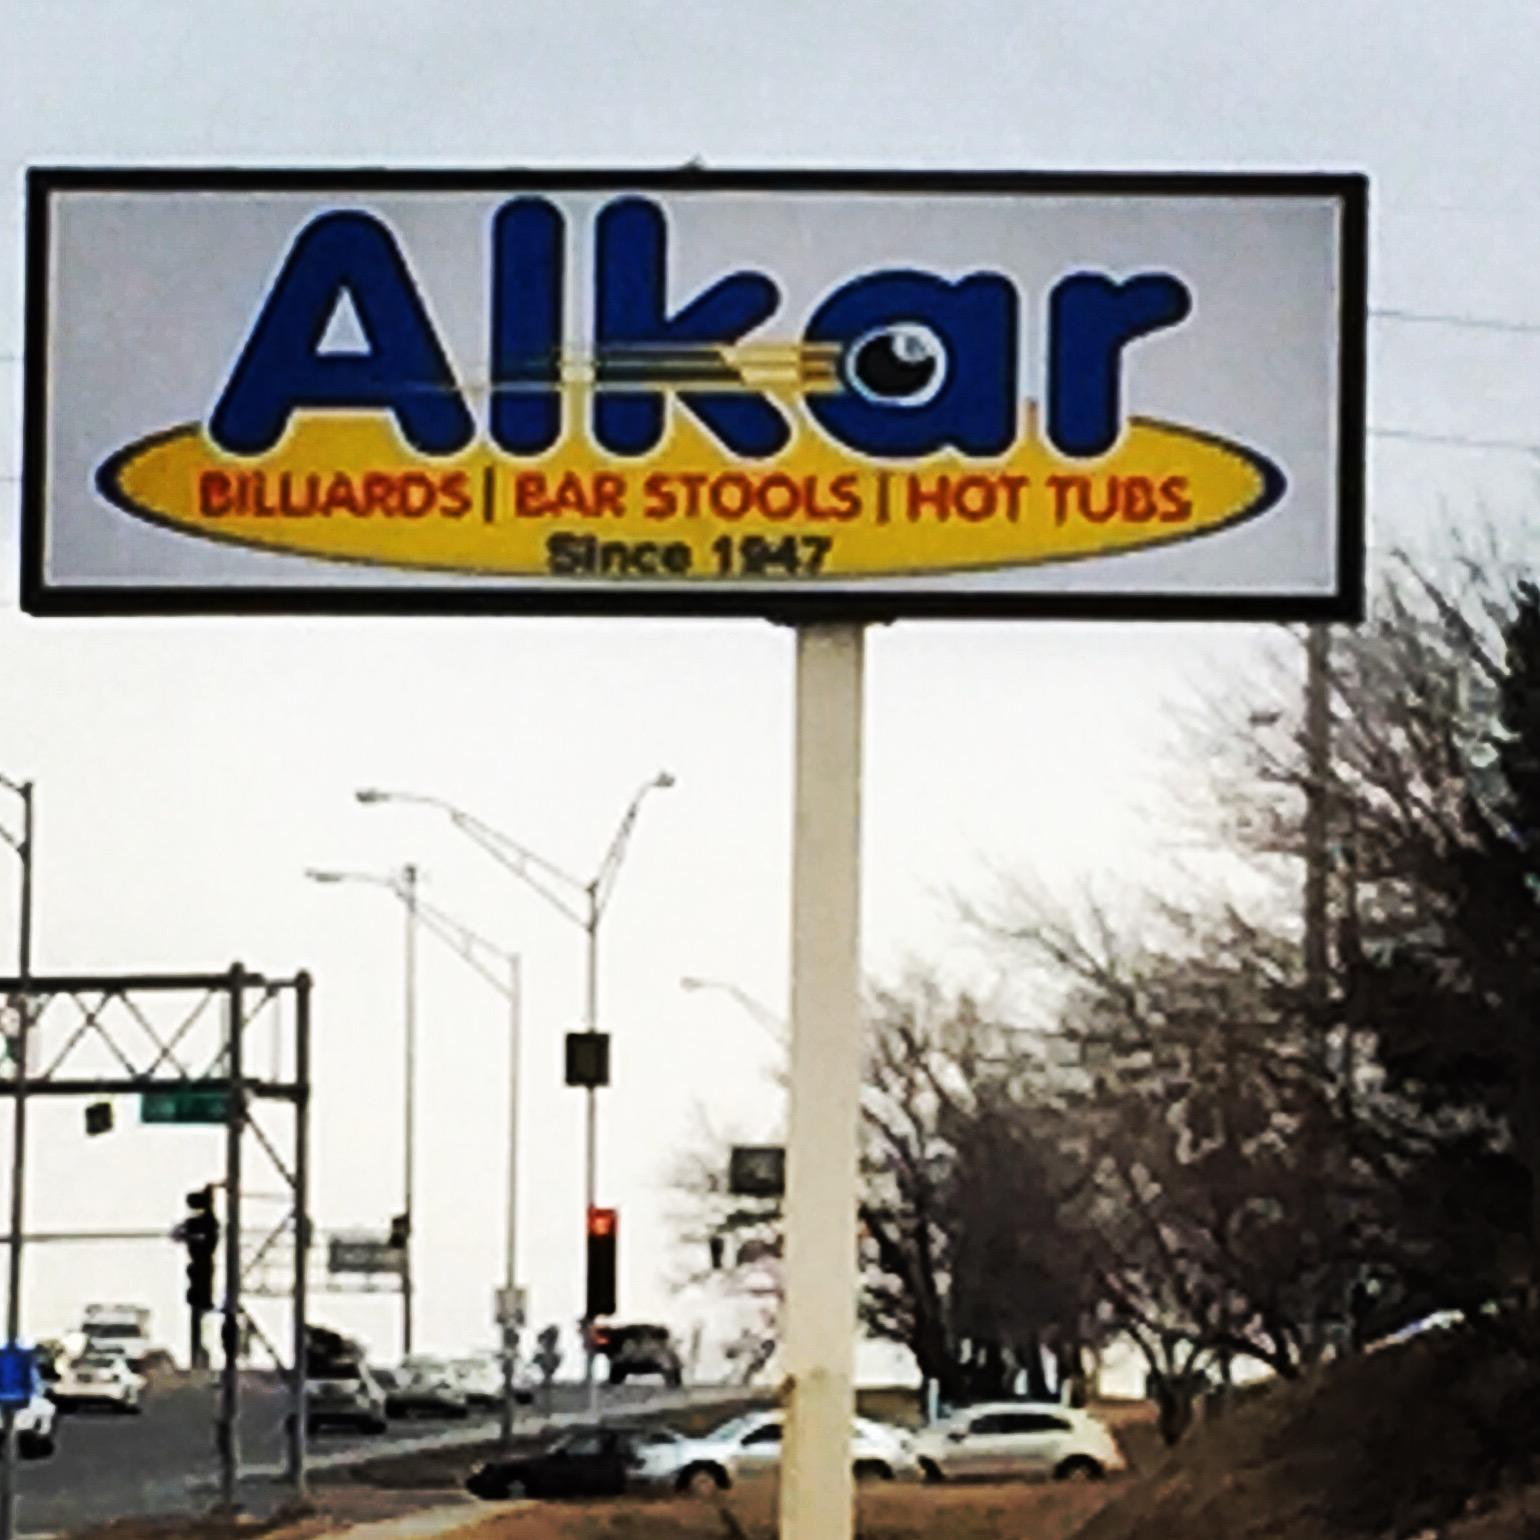 Alkar
BILLIARDS | BAR STOOLS | HOT TUBS
Since 1947